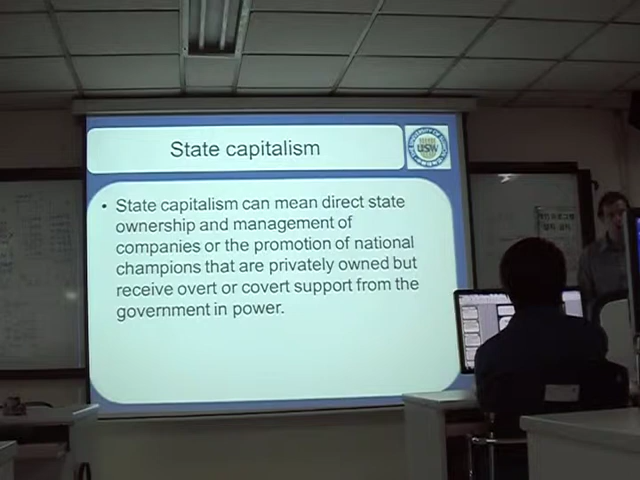 State capitalism
USW
• State capitalism can mean direct state
ownership and management of
companies or the promotion of national
champions that are privately owned but
receive overt or covert support from the
government in power.